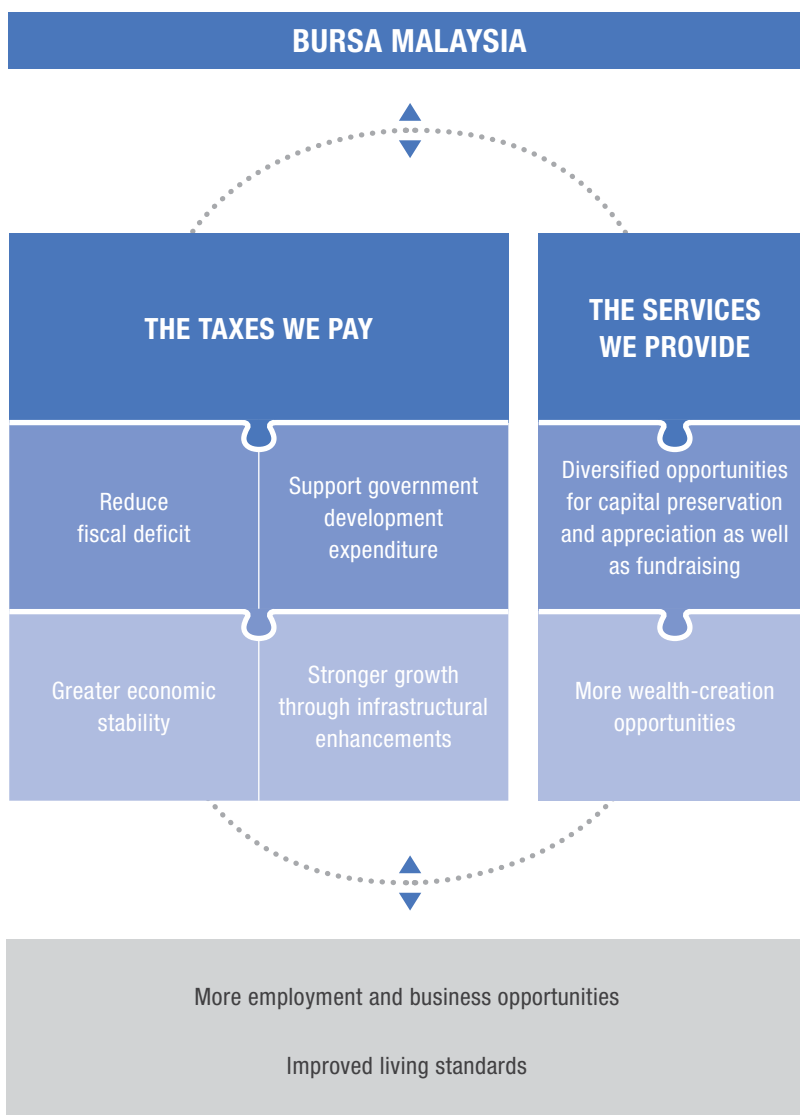 BURSA MALAYSIA
THE TAXES WE PAY
THE SERVICES
WE PROVIDE
Reduce
fiscal deficit
Support government
development
expenditure
Diversified opportunities
for capital preservation
and appreciation as well
as fundraising
Greater economic
stability
Stronger growth
through infrastructural
enhancements
More wealth-creation
opportunities
More employment and business opportunities
Improved living standards